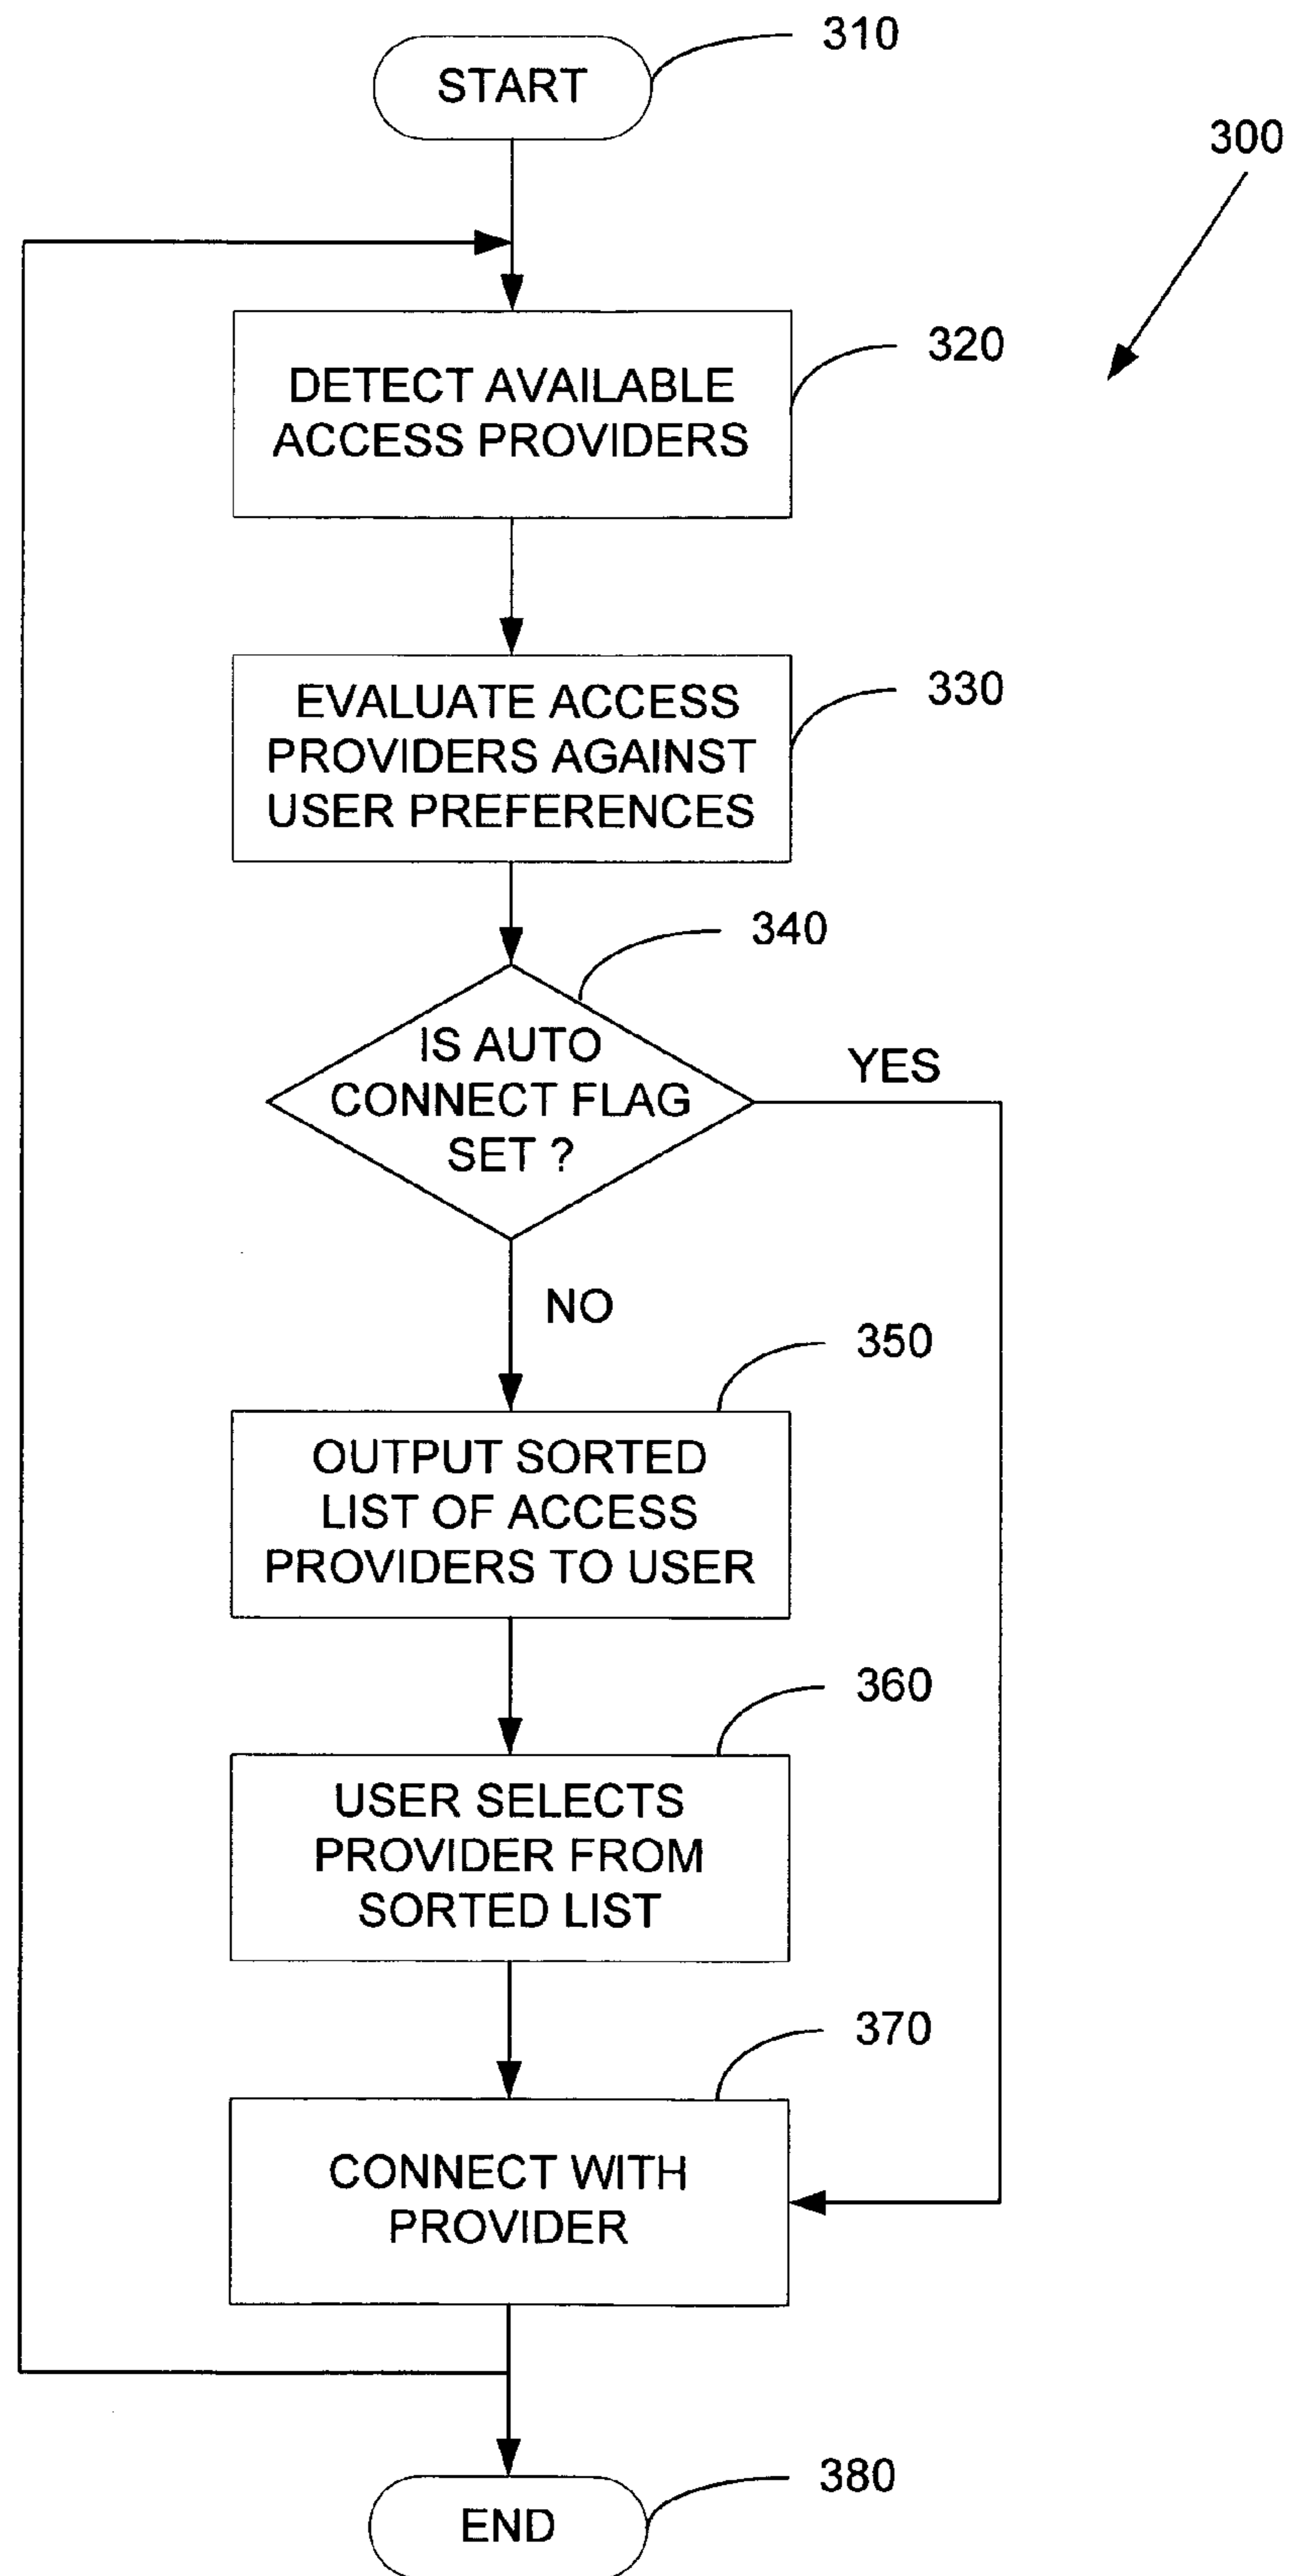 310
START
300
320
DETECT AVAILABLE
ACCESS PROVIDERS
330
EVALUATE ACCESS
PROVIDERS AGAINST
USER PREFERENCES
340
IS AUTO
CONNECT FLAG
SET ?
YES
NO
350
OUTPUT SORTED
LIST OF ACCESS
PROVIDERS TO USER
360
USER SELECTS
PROVIDER FROM
SORTED LIST
370
CONNECT WITH
PROVIDER
380
END